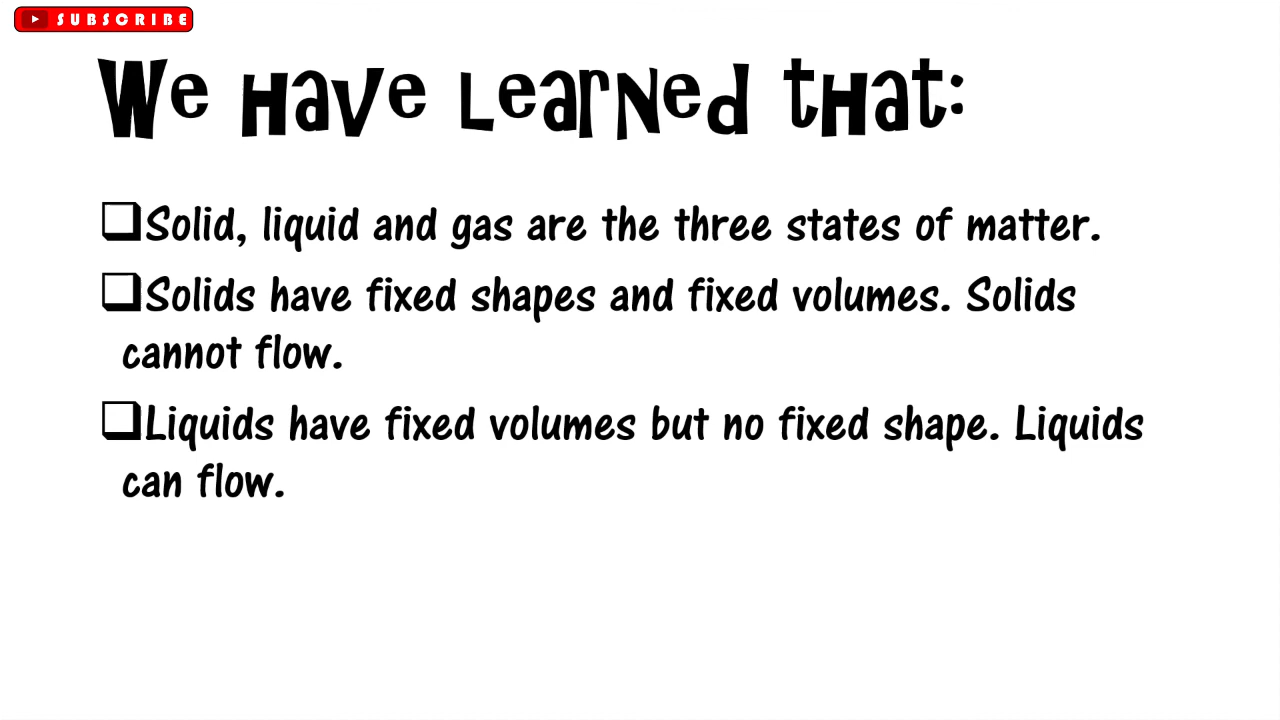 SUBSCRIBE
We Have Learned that:
❑Solid, liquid and gas are the three states of matter.
❑Solids have fixed shapes and fixed volumes. Solids
cannot flow.
❑Liquids have fixed volumes but no fixed shape. Liquids
can flow.